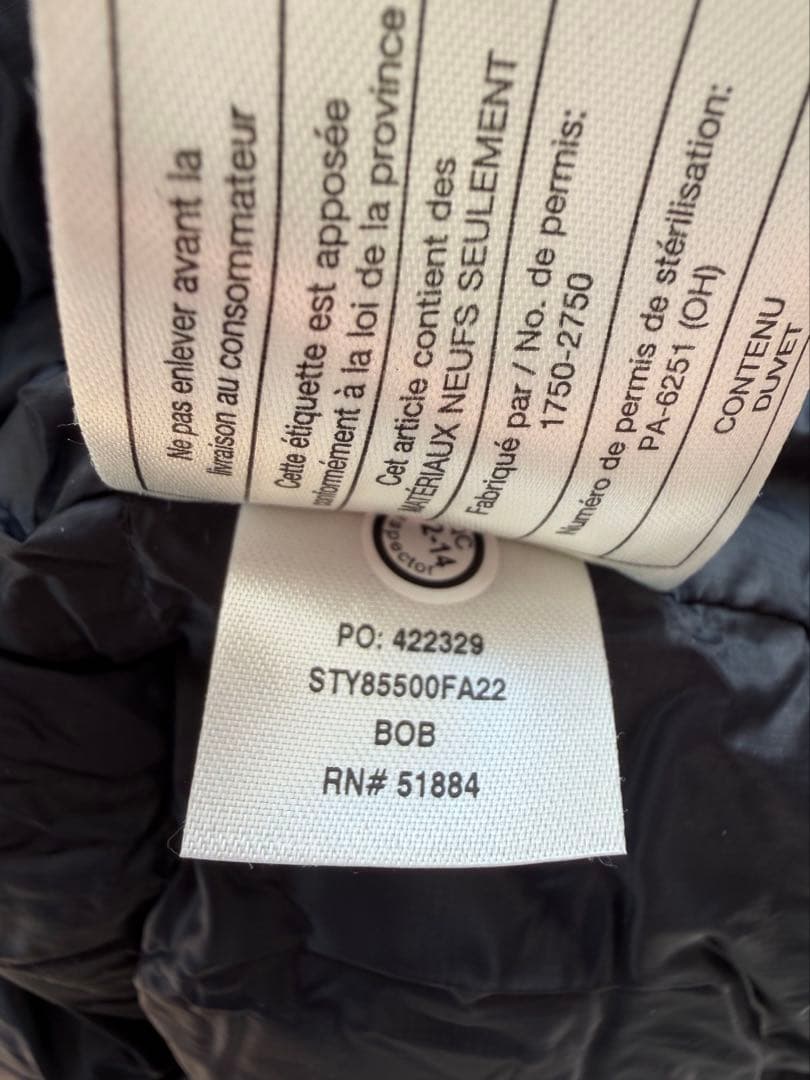 Ne pas enlever avant la
livraison au consommateur
Cette étiquette est apposée
conformément à la loi de la province
Cet article contient des
MATÉRIAUX NEUFS SEULEMENT
Fabriqué par / No. de permis:
1750-2750
Numéro de permis de stérilisation:
PA-6251 (OH)
CONTENU
DUVET
2-14
PO: 422329
STY85500FA22
BOB
RN# 51884